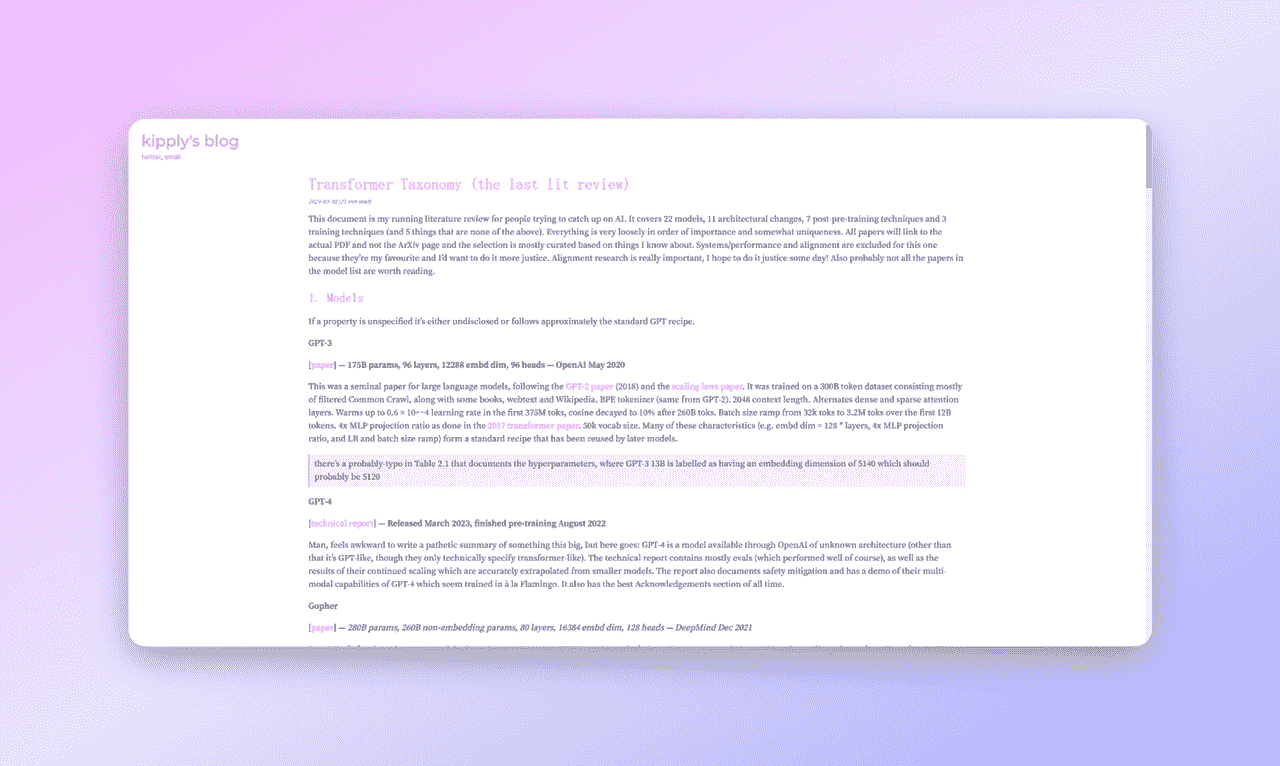 kipply's blog
twitter, email
Transformer Taxonomy (the last lit review)
2023-03-30 (21 min read)
This document is my running literature review for people trying to catch up on AI. It covers 22 models, 11 architectural changes, 7 post-pre-training techniques and 3
training techniques (and 5 things that are none of the above). Everything is very loosely in order of importance and somewhat uniqueness. All papers will link to the
actual PDF and not the ArXiv page and the selection is mostly curated based on things I know about. Systems/performance and alignment are excluded for this one
because they're my favourite and I'd want to do it more justice. Alignment research is really important, I hope to do it justice some day! Also probably not all the papers in
the model list are worth reading.
1. Models
If a property is unspecified it's either undisclosed or follows approximately the standard GPT recipe.
GPT-3
[paper] — 175B params, 96 layers, 12288 embd dim, 96 heads — OpenAI May 2020
This was a seminal paper for large language models, following the GPT-2 paper (2018) and the scaling laws paper. It was trained on a 300B token dataset consisting mostly
of filtered Common Crawl, along with some books, webtext and Wikipedia. BPE tokenizer (same from GPT-2). 2048 context length. Alternates dense and sparse attention
layers. Warms up to 0.6 × 10^−4 learning rate in the first 375M toks, cosine decayed to 10% after 260B toks. Batch size ramp from 32k toks to 3.2M toks over the first 12B
tokens. 4x MLP projection ratio as done in the 2017 transformer paper. 50k vocab size. Many of these characteristics (e.g. embd dim = 128 * layers, 4x MLP projection
ratio, and LR and batch size ramp) form a standard recipe that has been reused by later models.
there's a probably-typo in Table 2.1 that documents the hyperparameters, where GPT-3 13B is labelled as having an embedding dimension of 5140 which should
probably be 5120
GPT-4
[technical report] — Released March 2023, finished pre-training August 2022
Man, feels awkward to write a pathetic summary of something this big, but here goes: GPT-4 is a model available through OpenAI of unknown architecture (other than
that it's GPT-like, though they only technically specify transformer-like). The technical report contains mostly evals (which performed well of course), as well as the
results of their continued scaling which are accurately extrapolated from smaller models. The report also documents safety mitigation and has a demo of their multi-
modal capabilities of GPT-4 which seem trained in à la Flamingo. It also has the best Acknowledgements section of all time.
Gopher
[paper] — 280B params, 260B non-embedding params, 80 layers, 16384 embd dim, 128 heads — DeepMind Dec 2021